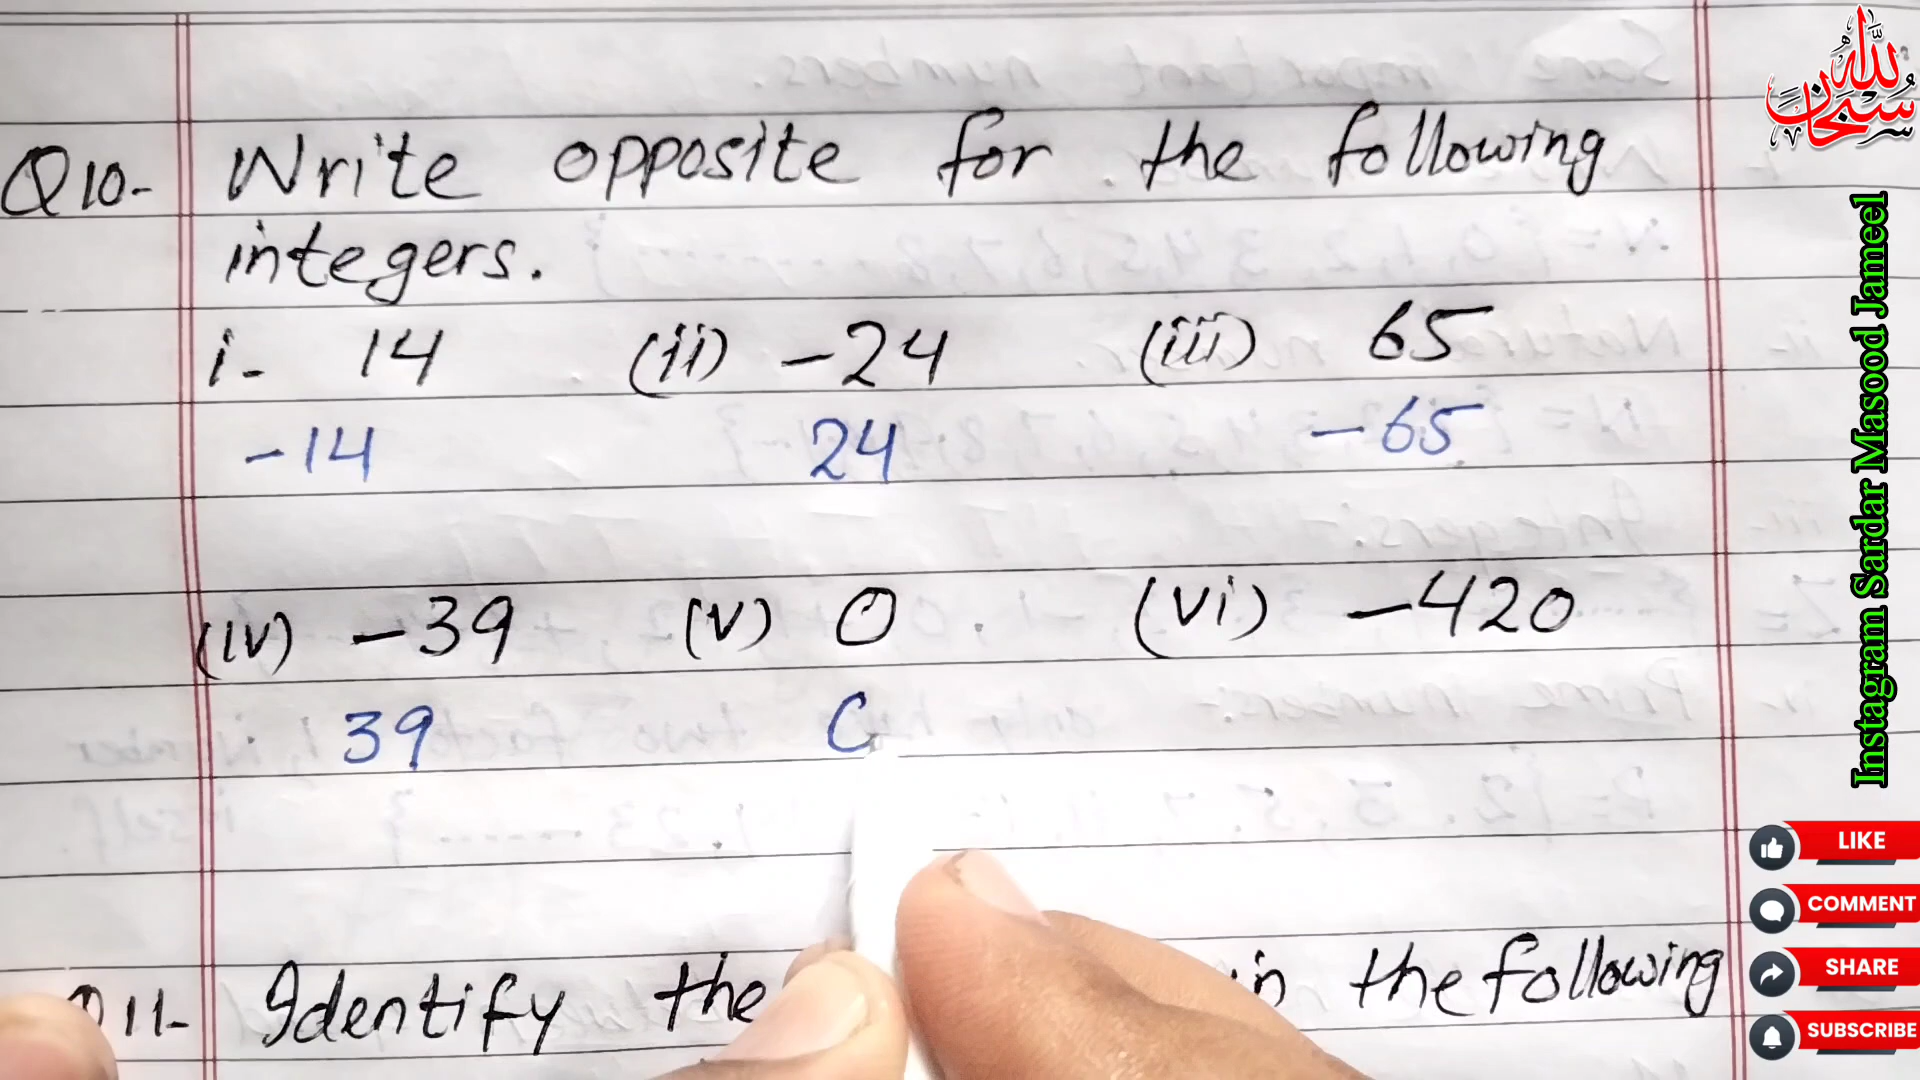 Q10- Write opposite for the following
integers.
i- 14 (ii) -24 (iii) 65
-14 24 -65
(iv) -39 (v) 0 (vi) -420
39 C
Q11- Identify the in the following
سبحان الله
Instagram Sardar Masood Jameel
LIKE
COMMENT
SHARE
SUBSCRIBE